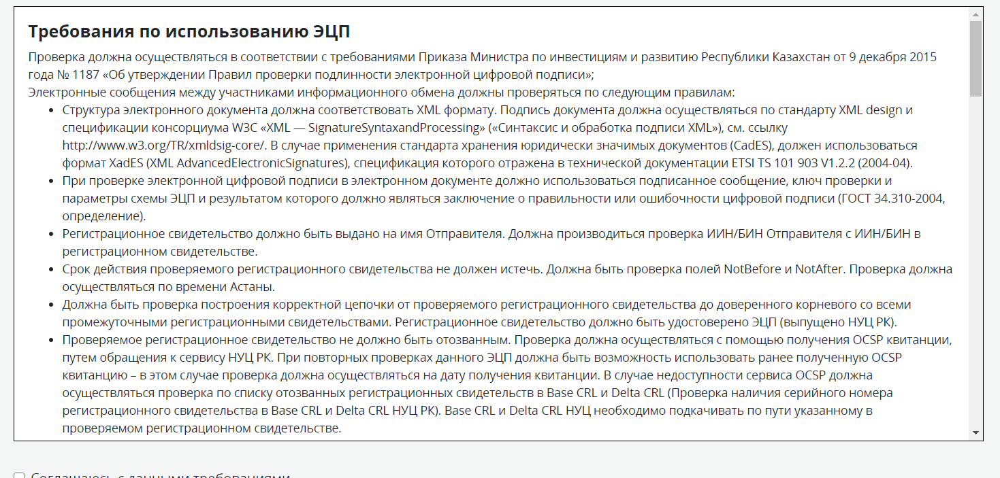 Требования по использованию ЭЦП
Проверка должна осуществляться в соответствии с требованиями Приказа Министра по инвестициям и развитию Республики Казахстан от 9 декабря 2015
года № 1187 «Об утверждении Правил проверки подлинности электронной цифровой подписи»;
Электронные сообщения между участниками информационного обмена должны проверяться по следующим правилам:
• Структура электронного документа должна соответствовать XML формату. Подпись документа должна осуществляться по стандарту XML design и
спецификации консорциума W3C «XML — SignatureSyntaxandProcessing» («Синтаксис и обработка подписи XML»), см. ссылку
http://www.w3.org/TR/xmldsig-core/. В случае применения стандарта хранения юридически значимых документов (CadES), должен использоваться
формат XadES (XML AdvancedElectronicSignatures), спецификация которого отражена в технической документации ETSI TS 101 903 V1.2.2 (2004-04).
• При проверке электронной цифровой подписи в электронном документе должно использоваться подписанное сообщение, ключ проверки и
параметры схемы ЭЦП и результатом которого должно являться заключение о правильности или ошибочности цифровой подписи (ГОСТ 34.310-2004,
определение).
• Регистрационное свидетельство должно быть выдано на имя Отправителя. Должна производиться проверка ИИН/БИН Отправителя с ИИН/БИН в
регистрационном свидетельстве.
• Срок действия проверяемого регистрационного свидетельства не должен истечь. Должна быть проверка полей NotBefore и NotAfter. Проверка должна
осуществляться по времени Астаны.
• Должна быть проверка построения корректной цепочки от проверяемого регистрационного свидетельства до доверенного корневого со всеми
промежуточными регистрационными свидетельствами. Регистрационное свидетельство должно быть удостоверено ЭЦП (выпущено НУЦ РК).
• Проверяемое регистрационное свидетельство не должно быть отозванным. Проверка должна осуществляться с помощью получения OCSP квитанции,
путем обращения к сервису НУЦ РК. При повторных проверках данного ЭЦП должна быть возможность использовать ранее полученную OCSP
квитанцию – в этом случае проверка должна осуществляться на дату получения квитанции. В случае недоступности сервиса OCSP должна
осуществляться проверка по списку отозванных регистрационных свидетельств в Base CRL и Delta CRL (Проверка наличия серийного номера
регистрационного свидетельства в Base CRL и Delta CRL НУЦ РК). Base CRL и Delta CRL НУЦ необходимо подкачивать по пути указанному в
проверяемом регистрационном свидетельстве.
Соглашаюсь с данными требованиями